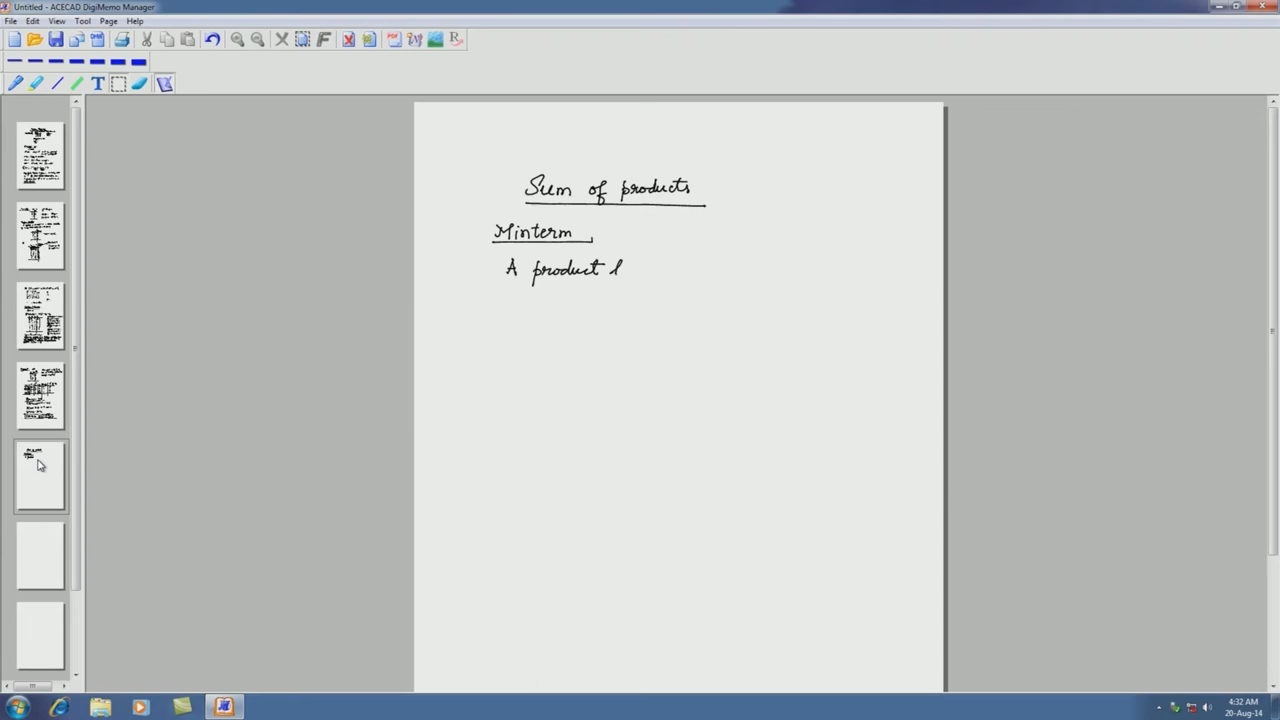 Untitled - ACECAD DigiMemo Manager
File Edit View Tool Page Help
Sum of products
Minterm
A product
4:32 AM
20-Aug-14